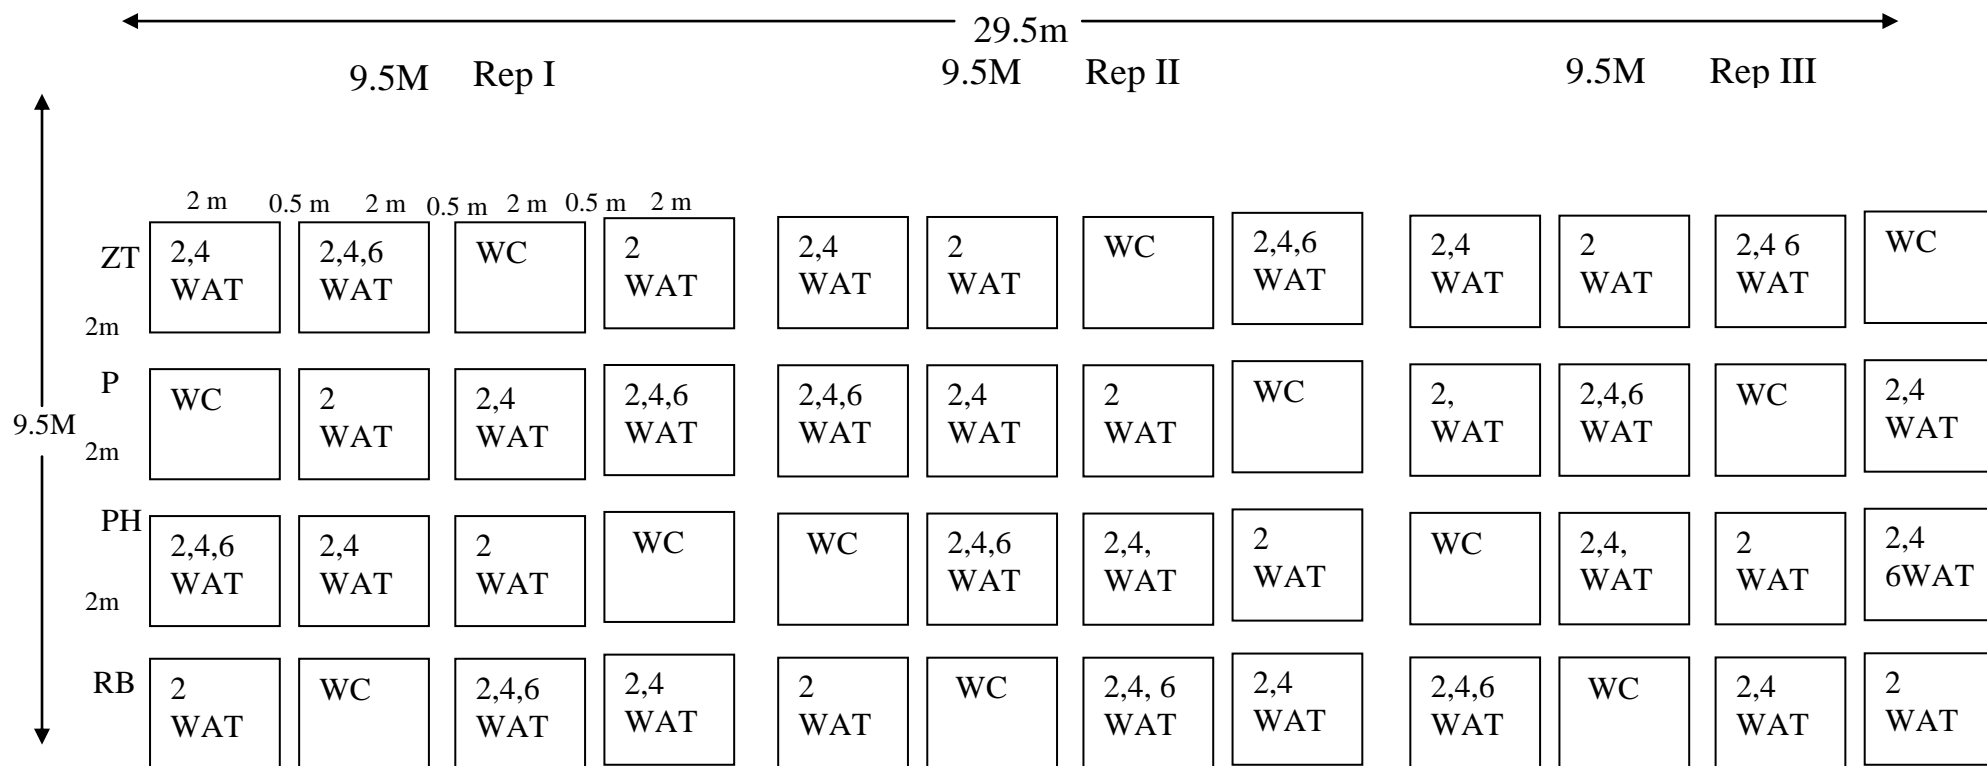 29.5m
9.5M Rep I 9.5M Rep II 9.5M Rep III
2 m 0.5 m 2 m 0.5 m 2 m 0.5 m 2 m
ZT 2,4 2,4,6 WC 2 2,4 2 WC 2,4,6 2,4 2 2,4 6 WC
WAT WAT WAT WAT WAT WAT WAT WAT WAT
2m
P WC 2 2,4 2,4,6 2,4,6 2,4 2 WC 2, 2,4,6 WC 2,4
WAT WAT WAT WAT WAT WAT WAT WAT WAT
9.5M
2m
PH 2,4,6 2,4 2 WC WC 2,4,6 2,4, 2 WC 2,4, 2 2,4
WAT WAT WAT WAT WAT WAT WAT WAT 6WAT
2m
RB 2 WC 2,4,6 2,4 2 WC 2,4, 6 2,4 2,4,6 WC 2,4 2
WAT WAT WAT WAT WAT WAT WAT WAT WAT